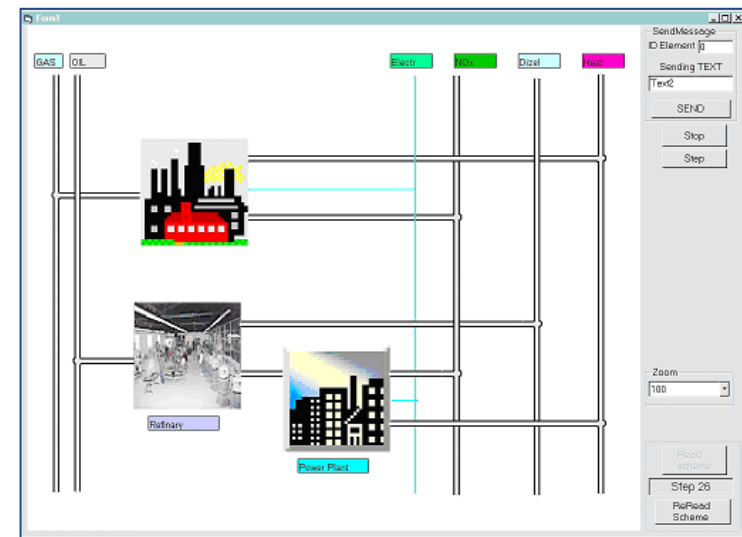 Form1
GAS
OIL
Electr
NOx
Dizel
Heat
SendMessage
ID Element 0
Sending TEXT
Text2
SEND
Stop
Step
Refinary
Power Plant
Zoom
100
Read
scheme
Step 26
ReRead
Scheme